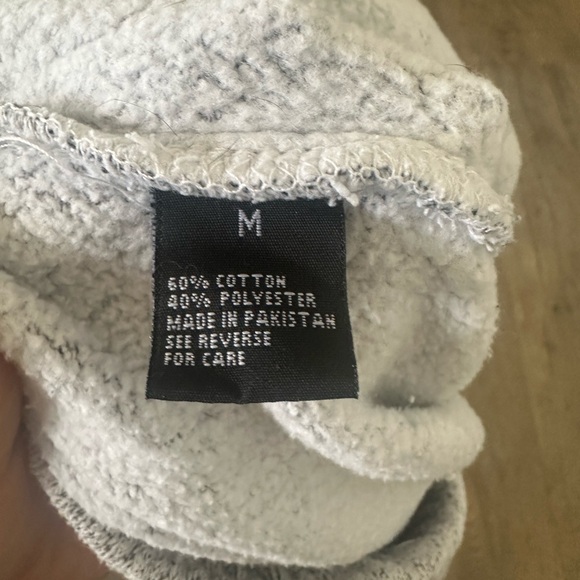 M
60% COTTON
40% POLYESTER
MADE IN PAKISTAN
SEE REVERSE
FOR CARE